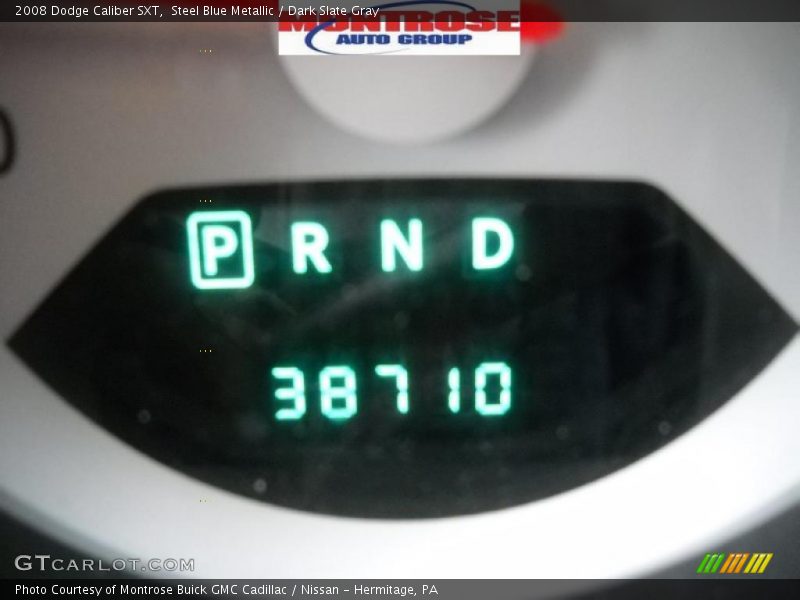 2008 Dodge Caliber SXT,  Steel Blue Metallic / Dark Slate Gray
MONTROSE
AUTO GROUP
P R N D
38710
GTCARLOT.COM
Photo Courtesy of Montrose Buick GMC Cadillac / Nissan - Hermitage, PA